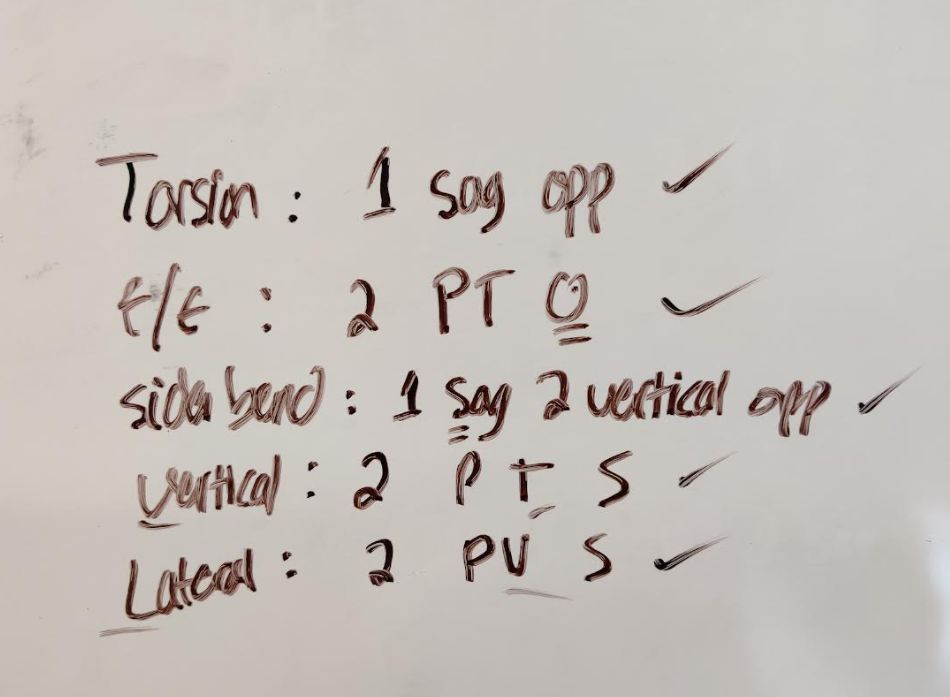 Torsion : 1 sag opp ✓
F/E : 2 PT O ✓
side bend : 1 Sag 2 vertical opp ✓
vertical : 2 P T S ✓
Lateral : 2 PV S ✓